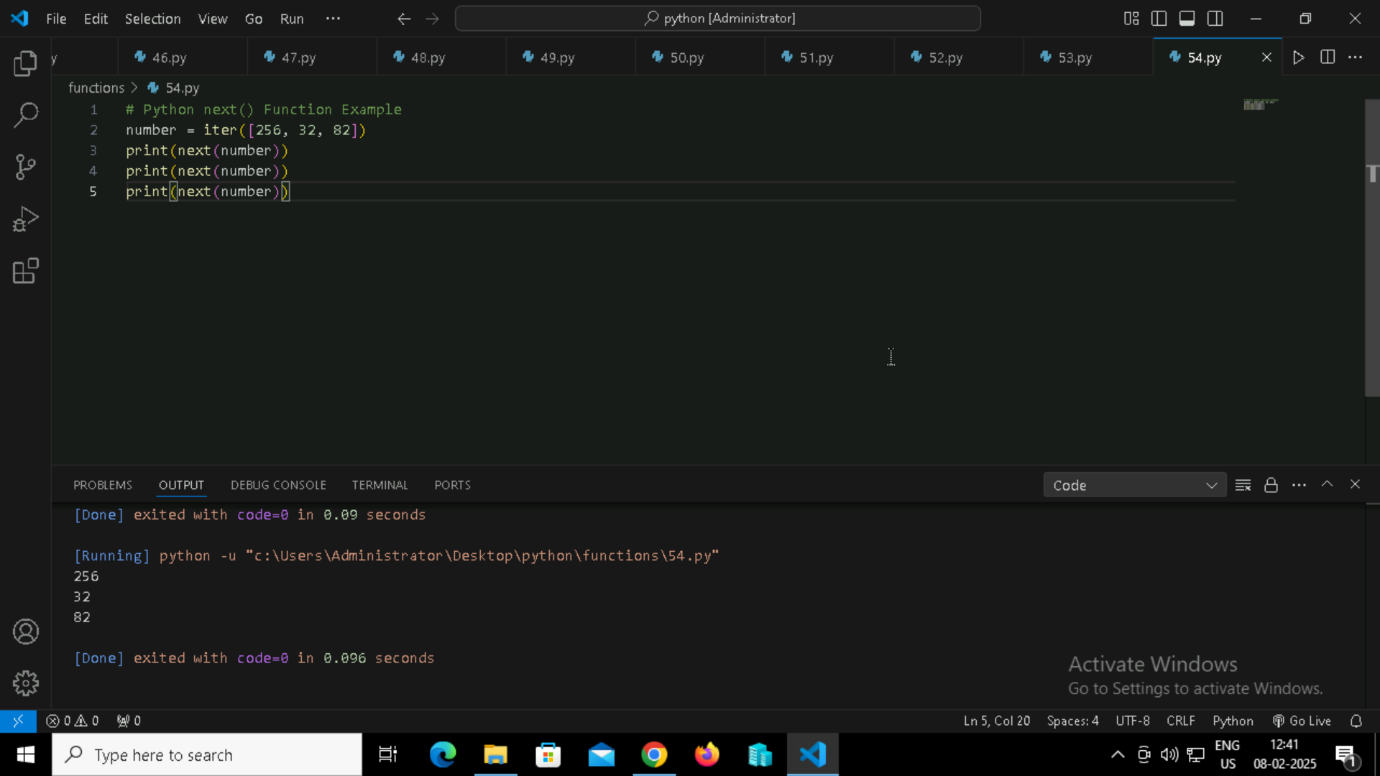 File Edit Selection View Go Run ··· python [Administrator]
y 46.py 47.py 48.py 49.py 50.py 51.py 52.py 53.py 54.py
functions > 54.py
1 # Python next() Function Example
2 number = iter([256, 32, 82])
3 print(next(number))
4 print(next(number))
5 print(next(number))
PROBLEMS OUTPUT DEBUG CONSOLE TERMINAL PORTS Code
[Done] exited with code=0 in 0.09 seconds
[Running] python -u "c:\Users\Administrator\Desktop\python\functions\54.py"
256
32
82
[Done] exited with code=0 in 0.096 seconds
Activate Windows
Go to Settings to activate Windows.
0 0 0 Ln 5, Col 20 Spaces: 4 UTF-8 CRLF Python Go Live
Type here to search
ENG 12:41
US 08-02-2025 1